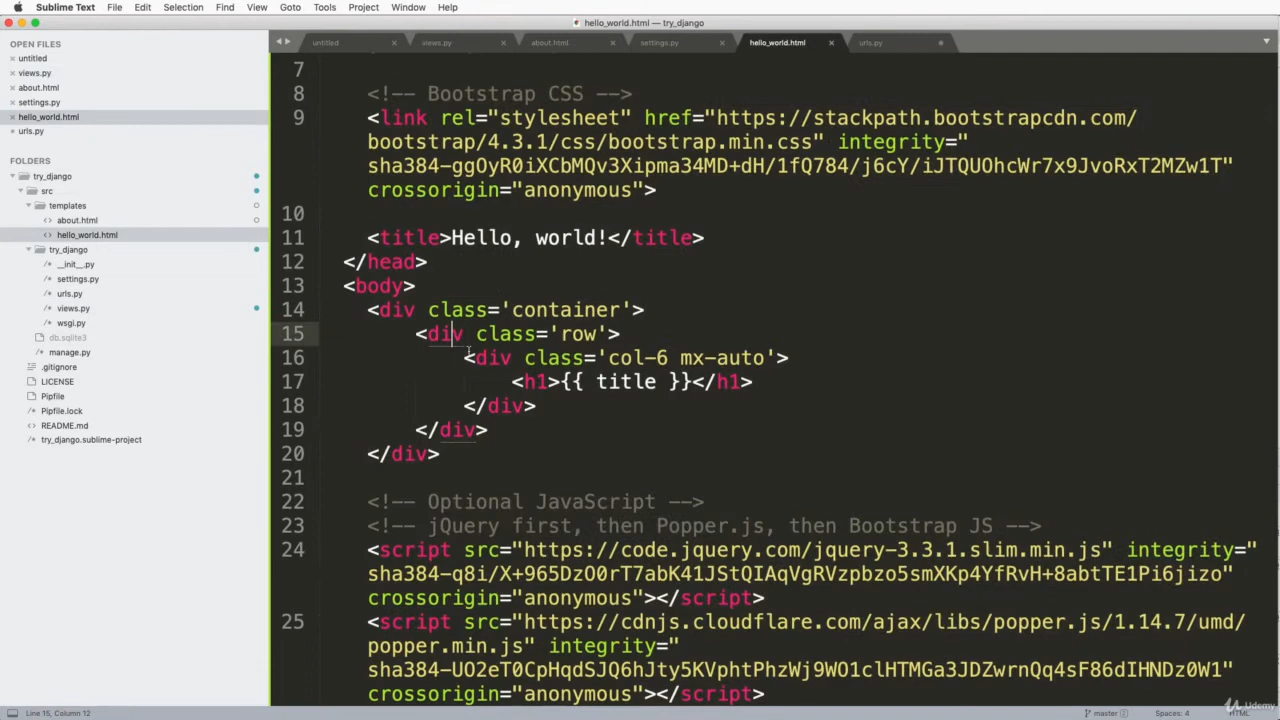 Sublime Text File Edit Selection Find View Goto Tools Project Window Help
hello_world.html — try_django
OPEN FILES
untitled
views.py
about.html
settings.py
hello_world.html
urls.py
FOLDERS
try_django
src
templates
about.html
hello_world.html
try_django
__init__.py
settings.py
urls.py
views.py
wsgi.py
db.sqlite3
manage.py
.gitignore
LICENSE
Pipfile
Pipfile.lock
README.md
try_django.sublime-project
untitled views.py about.html settings.py hello_world.html urls.py
7
8 <!-- Bootstrap CSS -->
9 <link rel="stylesheet" href="https://stackpath.bootstrapcdn.com/
bootstrap/4.3.1/css/bootstrap.min.css" integrity="
sha384-ggOyR0iXCbMQv3Xipma34MD+dH/1fQ784/j6cY/iJTQUOhcWr7x9JvoRxT2MZw1T"
crossorigin="anonymous">
10
11 <title>Hello, world!</title>
12 </head>
13 <body>
14 <div class='container'>
15 <div class='row'>
16 <div class='col-6 mx-auto'>
17 <h1>{{ title }}</h1>
18 </div>
19 </div>
20 </div>
21
22 <!-- Optional JavaScript -->
23 <!-- jQuery first, then Popper.js, then Bootstrap JS -->
24 <script src="https://code.jquery.com/jquery-3.3.1.slim.min.js" integrity="
sha384-q8i/X+965DzO0rT7abK41JStQIAqVgRVzpbzo5smXKp4YfRvH+8abtTE1Pi6jizo"
crossorigin="anonymous"></script>
25 <script src="https://cdnjs.cloudflare.com/ajax/libs/popper.js/1.14.7/umd/
popper.min.js" integrity="
sha384-UO2eT0CpHqdSJQ6hJty5KVphtPhzWj9WO1clHTMGa3JDZwrnQq4sF86dIHNDz0W1"
crossorigin="anonymous"></script>
Line 15, Column 12
master 2
Spaces: 4
HTML
Udemy